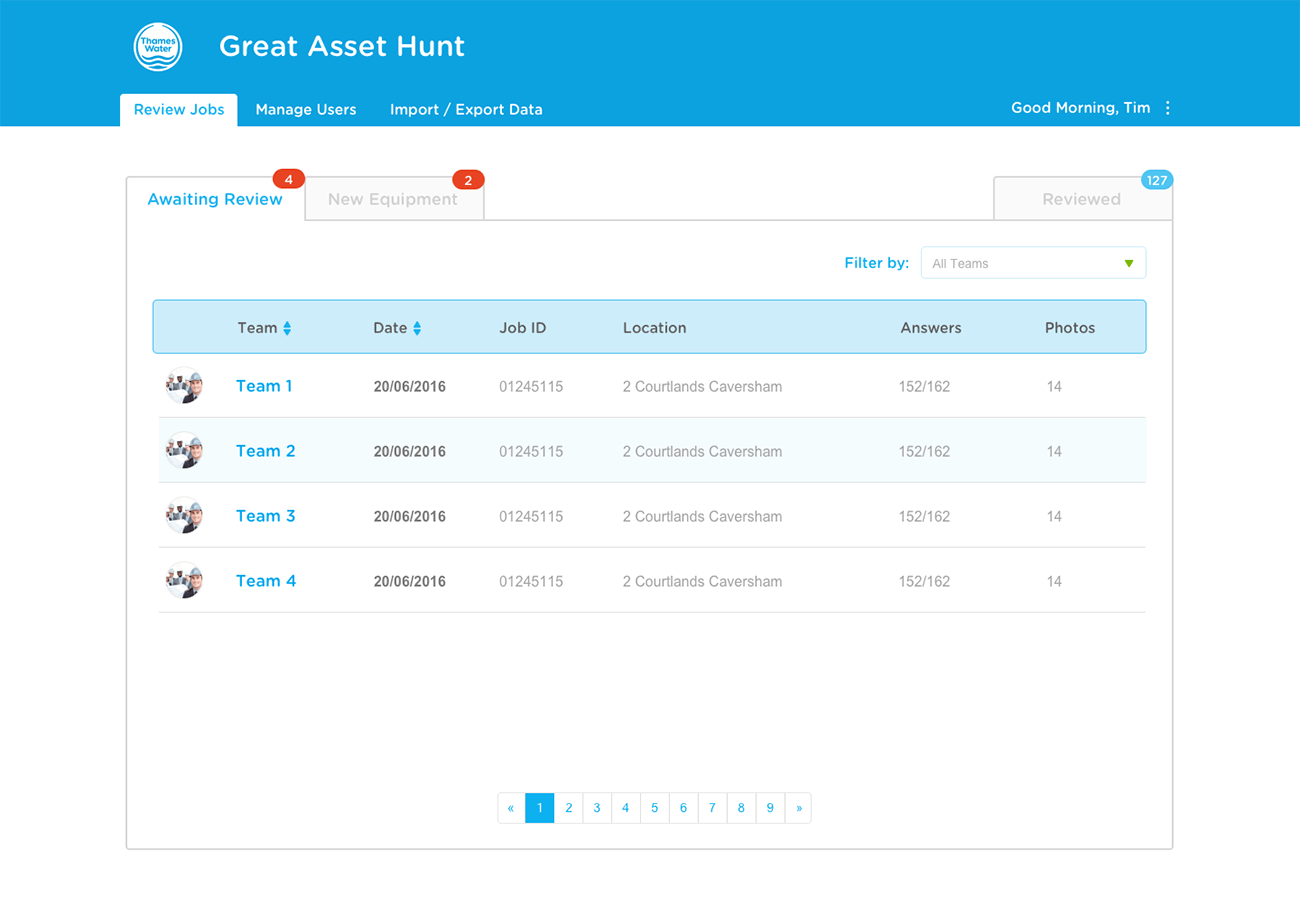 Thames
Water
Great Asset Hunt
Review Jobs Manage Users Import / Export Data Good Morning, Tim
4 2 127
Awaiting Review New Equipment Reviewed
Filter by: All Teams
Team Date Job ID Location Answers Photos
Team 1 20/06/2016 01245115 2 Courtlands Caversham 152/162 14
Team 2 20/06/2016 01245115 2 Courtlands Caversham 152/162 14
Team 3 20/06/2016 01245115 2 Courtlands Caversham 152/162 14
Team 4 20/06/2016 01245115 2 Courtlands Caversham 152/162 14
« 1 2 3 4 5 6 7 8 9 »